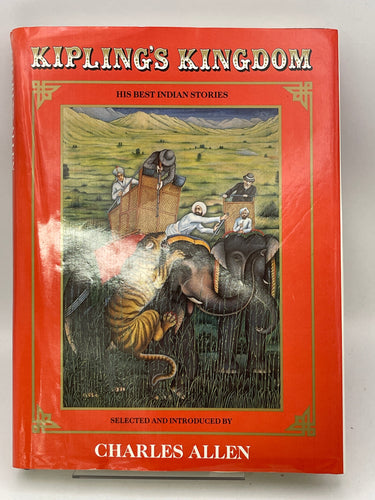 KIPLING'S KINGDOM
HIS BEST INDIAN STORIES
SELECTED AND INTRODUCED BY
CHARLES ALLEN